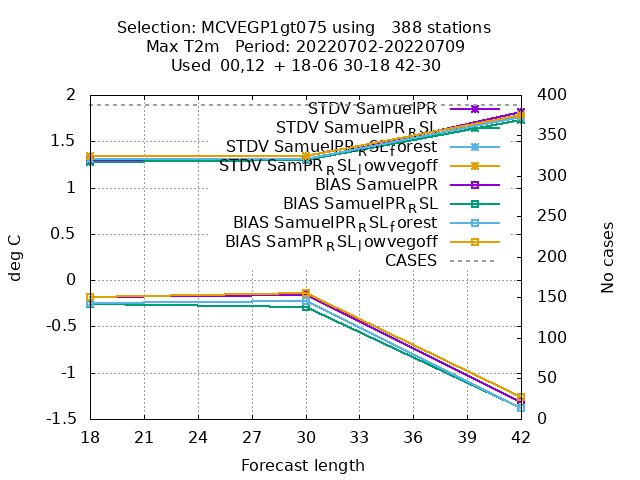 Selection: MCVEGP1gt075 using   388 stations
Max T2m   Period: 20220702-20220709
Used  00,12  + 18-06 30-18 42-30
2 400
STDV SamuelPR
STDV SamuelPR_RSL 350
1.5 STDV SamuelPR_RSL_forest
STDV SamPR_RSL_lowvegoff 300
1 BIAS SamuelPR
BIAS SamuelPR_RSL 250
0.5 BIAS SamuelPR_RSL_forest
BIAS SamPR_RSL_lowvegoff
CASES 200
deg C No cases
0 150
-0.5 100
-1 50
-1.5 0
18 21 24 27 30 33 36 39 42
Forecast length